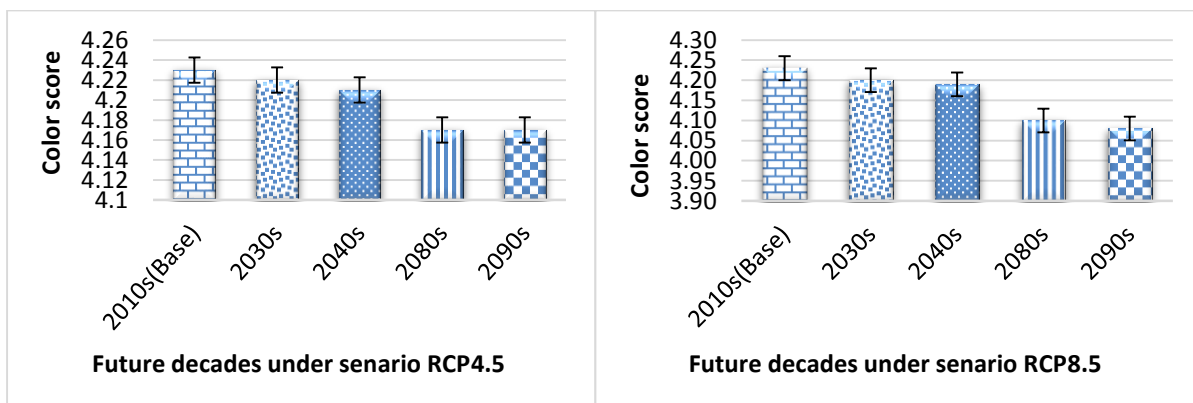 Color score
4.26
4.24
4.22
4.2
4.18
4.16
4.14
4.12
4.1
2010s(Base)
2030s
2040s
2080s
2090s
Future decades under senario RCP4.5
Color score
4.30
4.25
4.20
4.15
4.10
4.05
4.00
3.95
3.90
2010s(Base)
2030s
2040s
2080s
2090s
Future decades under senario RCP8.5